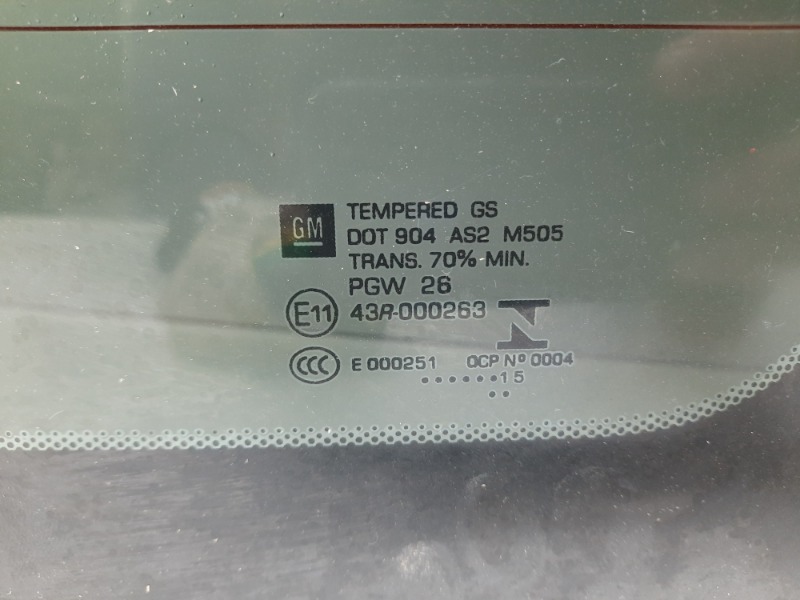 GM
TEMPERED GS
DOT 904 AS2 M505
TRANS. 70% MIN.
PGW 26
E11 43R-000263
CCC E 000251 OCP Nº 0004
••••••15
••